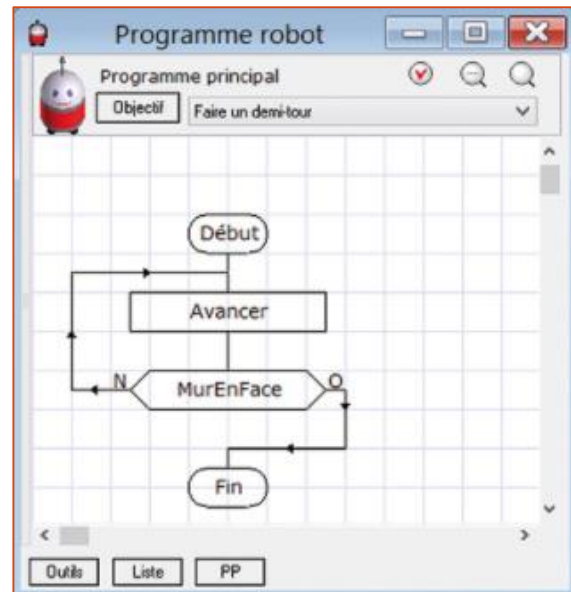 Programme robot
Programme principal
Objectif
Faire un demi-tour
Début
Avancer
N
MurEnFace
O
Fin
Outils
Liste
PP